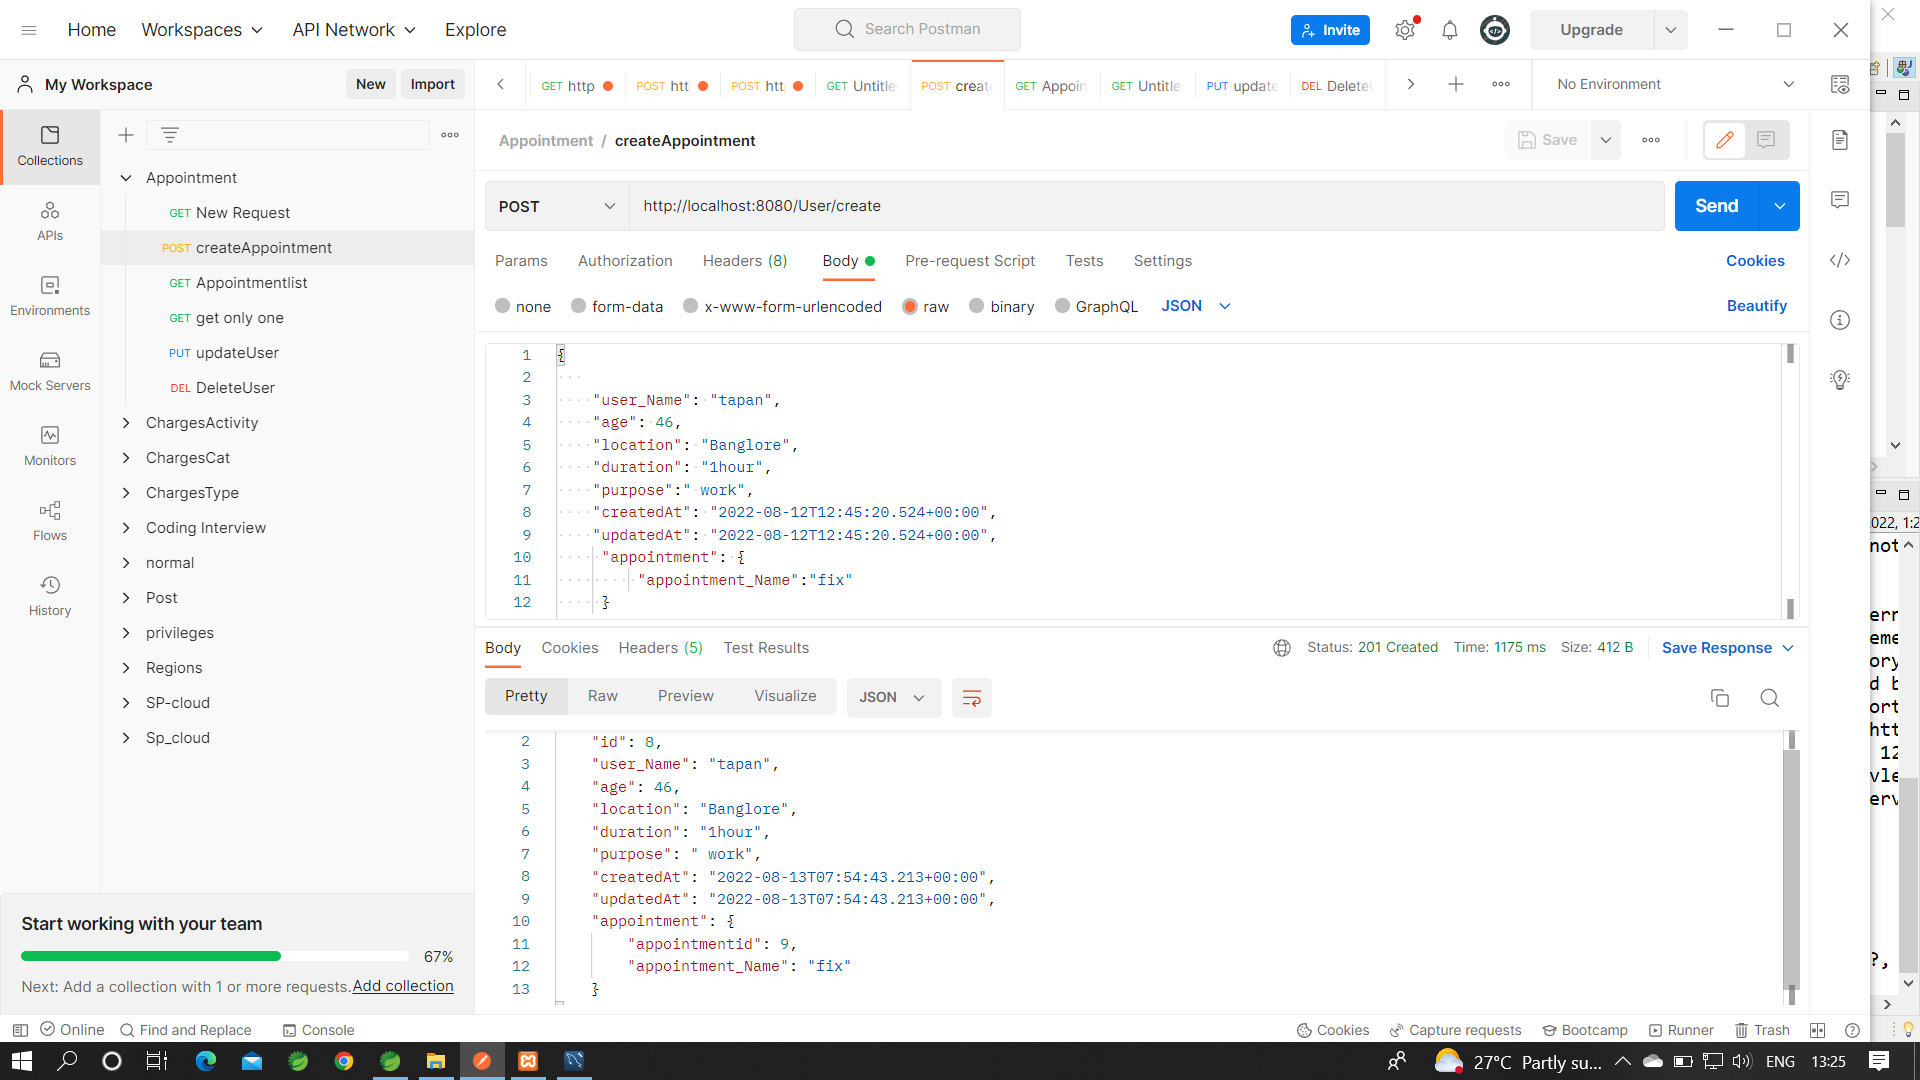 Home
Workspaces
API Network
Explore
Search Postman
Invite
Upgrade
My Workspace
New
Import
GET http
POST htt
POST htt
GET Untitle
POST creat
GET Appoin
GET Untitle
PUT update
DEL Delete
No Environment
Collections
APIs
Environments
Mock Servers
Monitors
Flows
History
Appointment
GET New Request
POST createAppointment
GET Appointmentlist
GET get only one
PUT updateUser
DEL DeleteUser
ChargesActivity
ChargesCat
ChargesType
Coding Interview
normal
Post
privileges
Regions
SP-cloud
Sp_cloud
Start working with your team
67%
Next: Add a collection with 1 or more requests. Add collection
Appointment / createAppointment
Save
POST
http://localhost:8080/User/create
Send
Params
Authorization
Headers (8)
Body
Pre-request Script
Tests
Settings
Cookies
none
form-data
x-www-form-urlencoded
raw
binary
GraphQL
JSON
Beautify
1 {
2
3 "user_Name": "tapan",
4 "age": 46,
5 "location": "Banglore",
6 "duration": "1hour",
7 "purpose":" work",
8 "createdAt": "2022-08-12T12:45:20.524+00:00",
9 "updatedAt": "2022-08-12T12:45:20.524+00:00",
10 "appointment": {
11 "appointment_Name":"fix"
12 }
Body
Cookies
Headers (5)
Test Results
Status: 201 Created
Time: 1175 ms
Size: 412 B
Save Response
Pretty
Raw
Preview
Visualize
JSON
2 "id": 8,
3 "user_Name": "tapan",
4 "age": 46,
5 "location": "Banglore",
6 "duration": "1hour",
7 "purpose": " work",
8 "createdAt": "2022-08-13T07:54:43.213+00:00",
9 "updatedAt": "2022-08-13T07:54:43.213+00:00",
10 "appointment": {
11 "appointmentid": 9,
12 "appointment_Name": "fix"
13 }
022, 1:2
not
ern
eme
ory
d b
ort
htt
12
vle
erv
?,
Online
Find and Replace
Console
Cookies
Capture requests
Bootcamp
Runner
Trash
27°C Partly su...
ENG
13:25